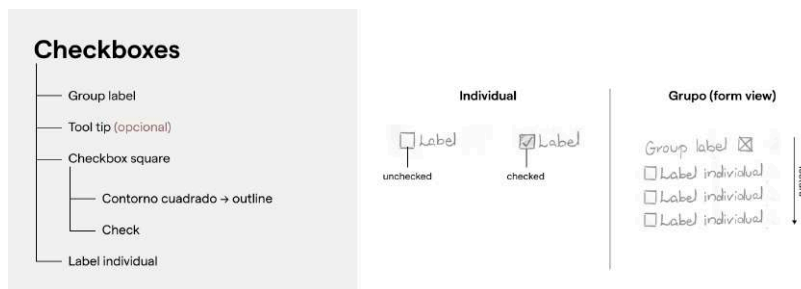 Checkboxes
Group label
Tool tip (opcional)
Checkbox square
Contorno cuadrado → outline
Check
Label individual
Individual
Label
Label
unchecked
checked
Grupo (form view)
Group label
Label individual
Label individual
Label individual